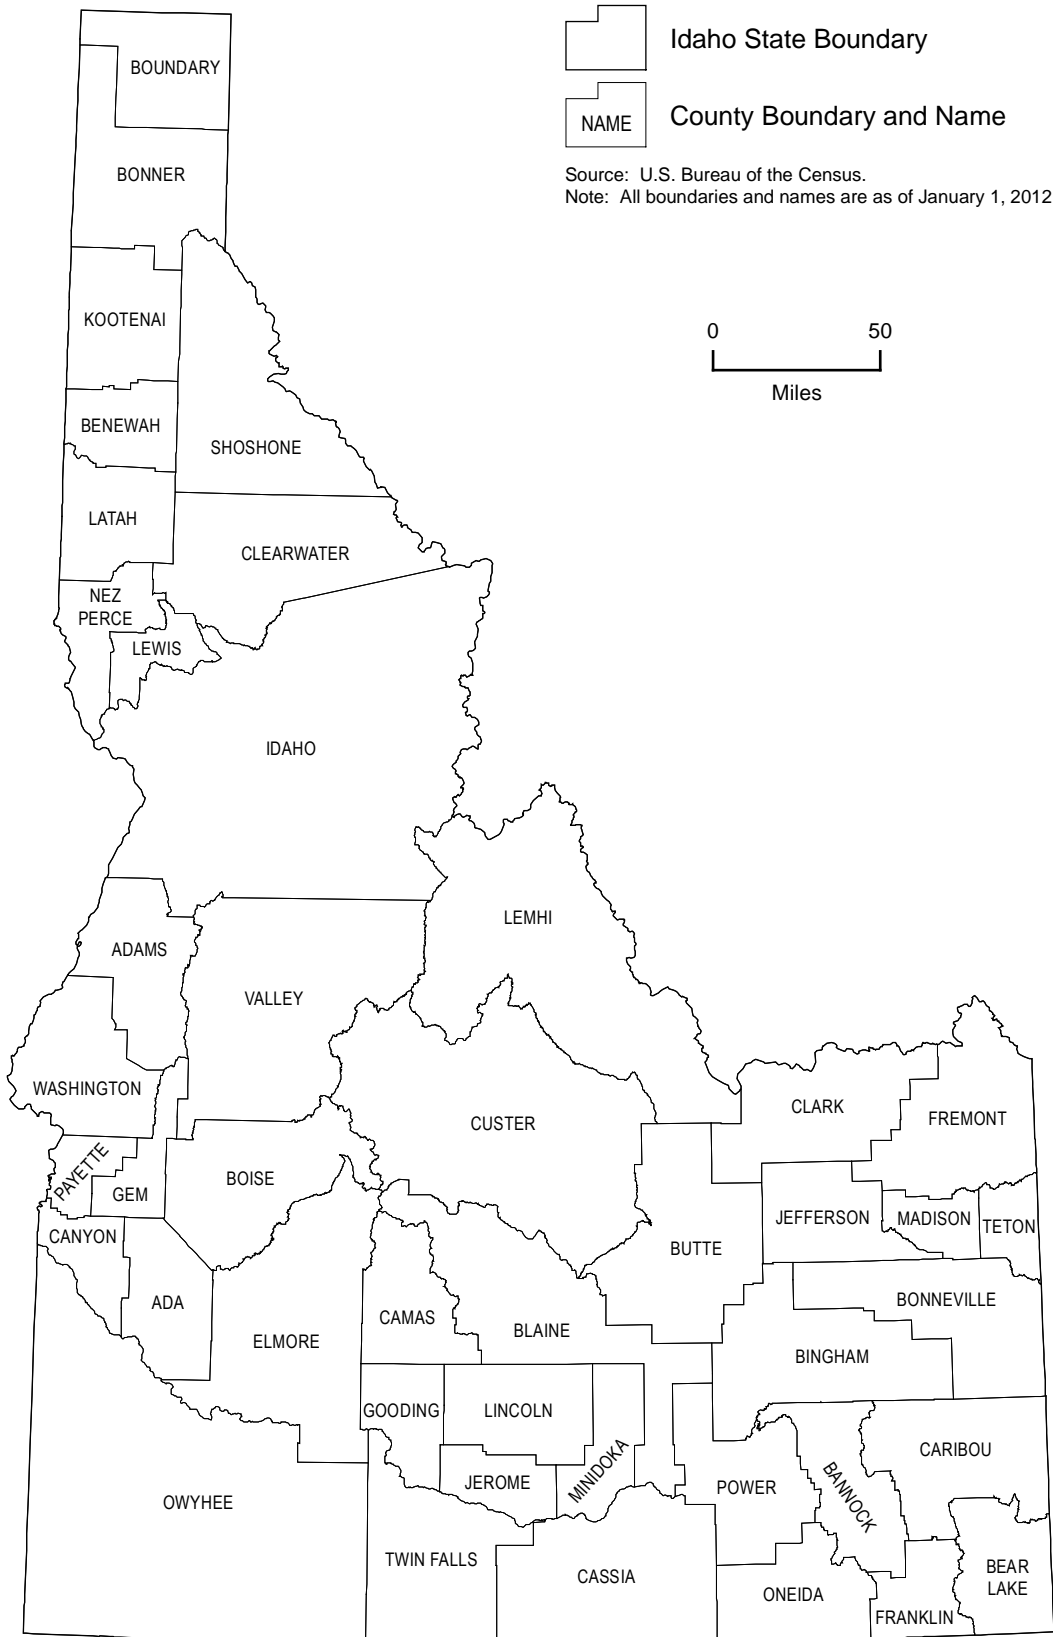 Idaho State Boundary
NAME
County Boundary and Name
Source: U.S. Bureau of the Census.
Note: All boundaries and names are as of January 1, 2012
0 50
Miles
BOUNDARY
BONNER
KOOTENAI
BENEWAH
SHOSHONE
LATAH
CLEARWATER
NEZ
PERCE
LEWIS
IDAHO
LEMHI
ADAMS
VALLEY
WASHINGTON
CUSTER
CLARK
FREMONT
PAYETTE
GEM
BOISE
CANYON
BUTTE
JEFFERSON
MADISON
TETON
ADA
ELMORE
CAMAS
BLAINE
BONNEVILLE
BINGHAM
GOODING
LINCOLN
JEROME
MINIDOKA
OWYHEE
POWER
BANNOCK
CARIBOU
TWIN FALLS
CASSIA
ONEIDA
FRANKLIN
BEAR
LAKE